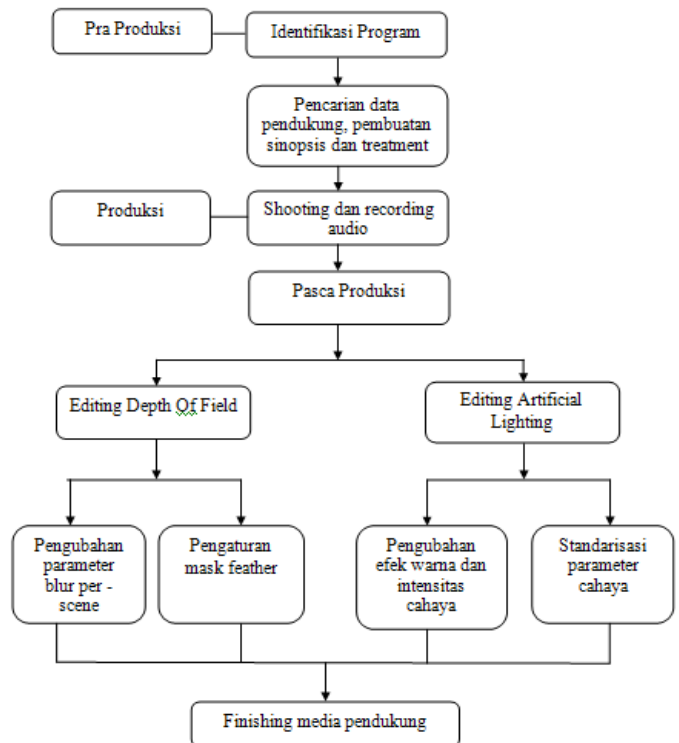 Pra Produksi
Identifikasi Program
Pencarian data
pendukung, pembuatan
sinopsis dan treatment
Produksi
Shooting dan recording
audio
Pasca Produksi
Editing Depth Of Field
Editing Artificial
Lighting
Pengubahan
parameter
blur per -
scene
Pengaturan
mask feather
Pengubahan
efek warna dan
intensitas
cahaya
Standarisasi
parameter
cahaya
Finishing media pendukung